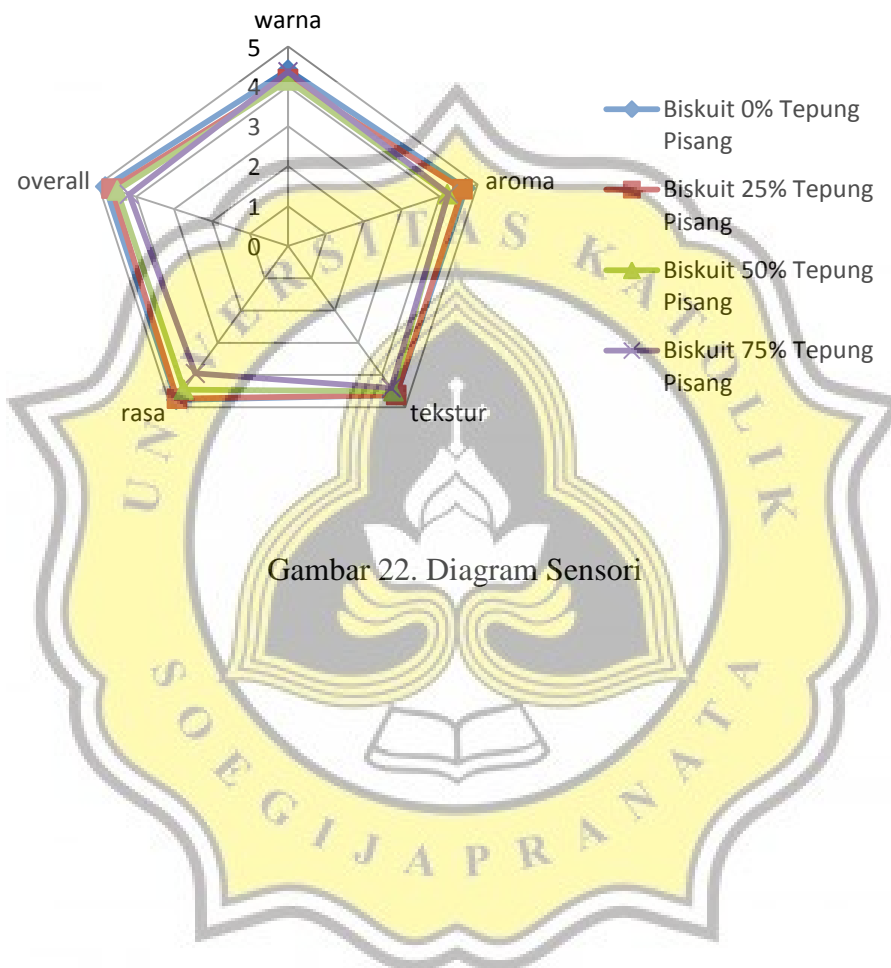 warna
5
4
3
2
1
0
aroma
tekstur
rasa
overall
Biskuit 0% Tepung
Pisang
Biskuit 25% Tepung
Pisang
Biskuit 50% Tepung
Pisang
Biskuit 75% Tepung
Pisang
UNIVERSITAS KATOLIK
Gambar 22. Diagram Sensori
SOEGIJAPRANATA